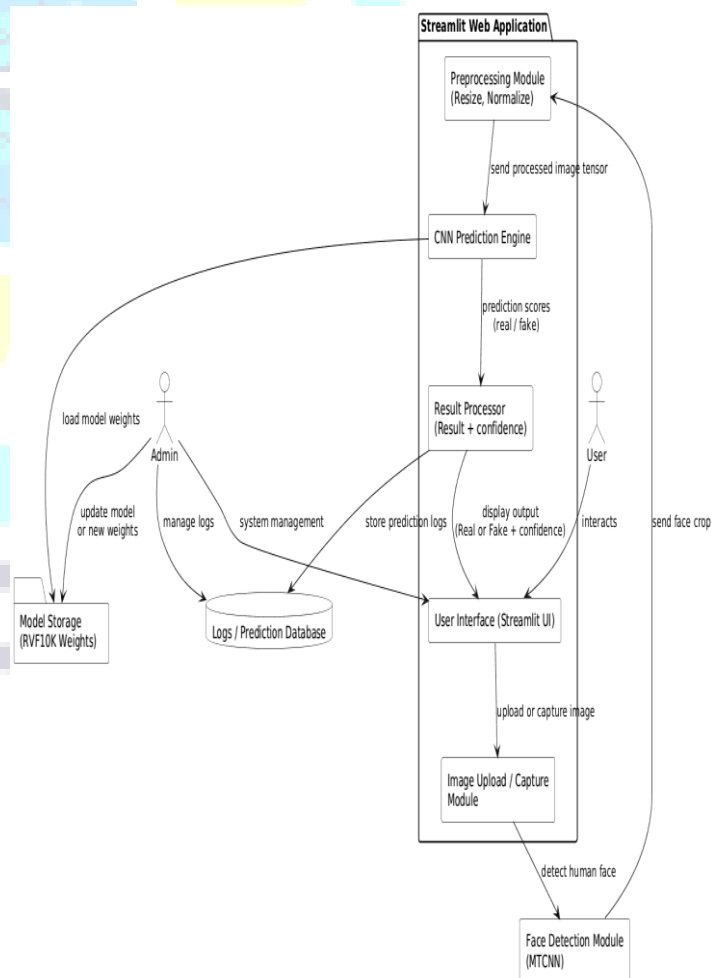 Streamlit Web Application
Preprocessing Module
(Resize, Normalize)
send processed image tensor
CNN Prediction Engine
prediction scores
(real / fake)
load model weights
Admin
Result Processor
(Result + confidence)
User
update model
or new weights
manage logs
system management
store prediction logs
display output
(Real or Fake + confidence)
interacts
send face crop
Model Storage
(RVF10K Weights)
Logs / Prediction Database
User Interface (Streamlit UI)
upload or capture image
Image Upload / Capture
Module
detect human face
Face Detection Module
(MTCNN)